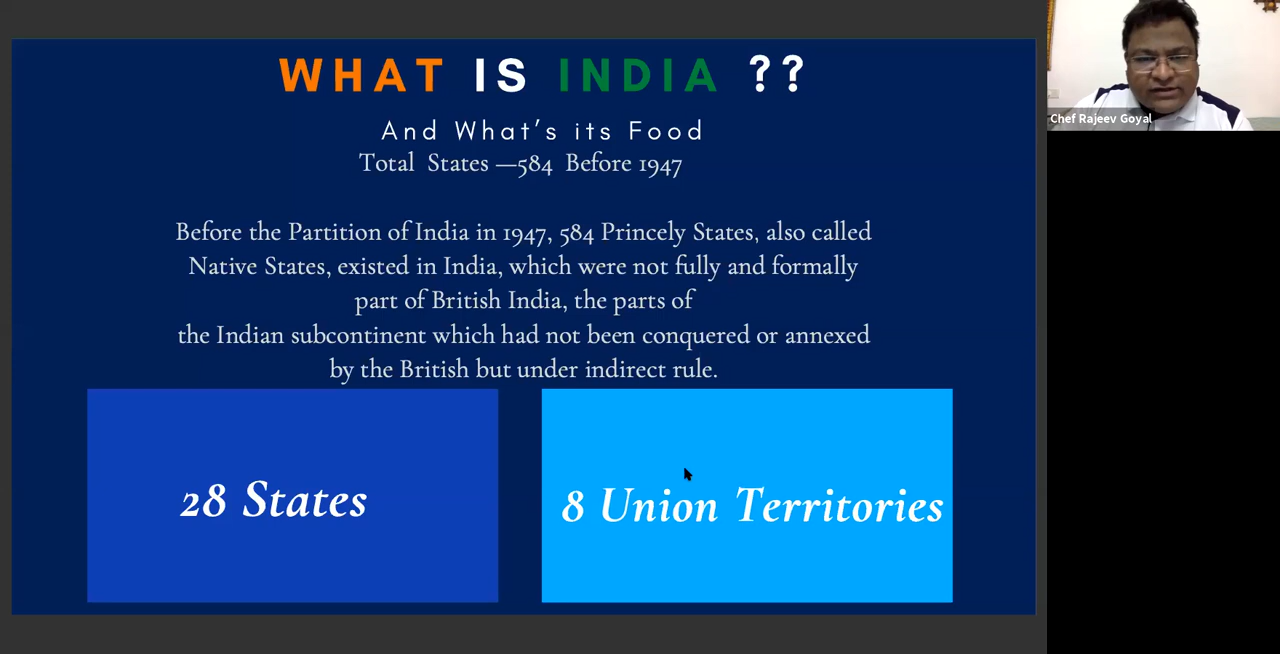 WHAT IS INDIA ??
And What's its Food
Total States —584 Before 1947
Before the Partition of India in 1947, 584 Princely States, also called
Native States, existed in India, which were not fully and formally
part of British India, the parts of
the Indian subcontinent which had not been conquered or annexed
by the British but under indirect rule.
28 States
8 Union Territories
Chef Rajeev Goyal